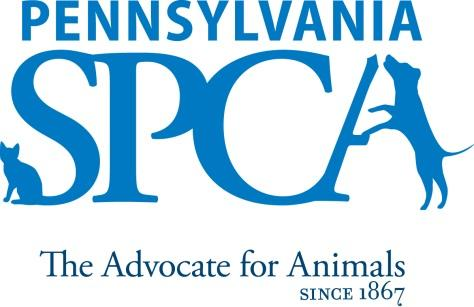 PENNSYLVANIA
SPCA
The Advocate for Animals
SINCE 1867